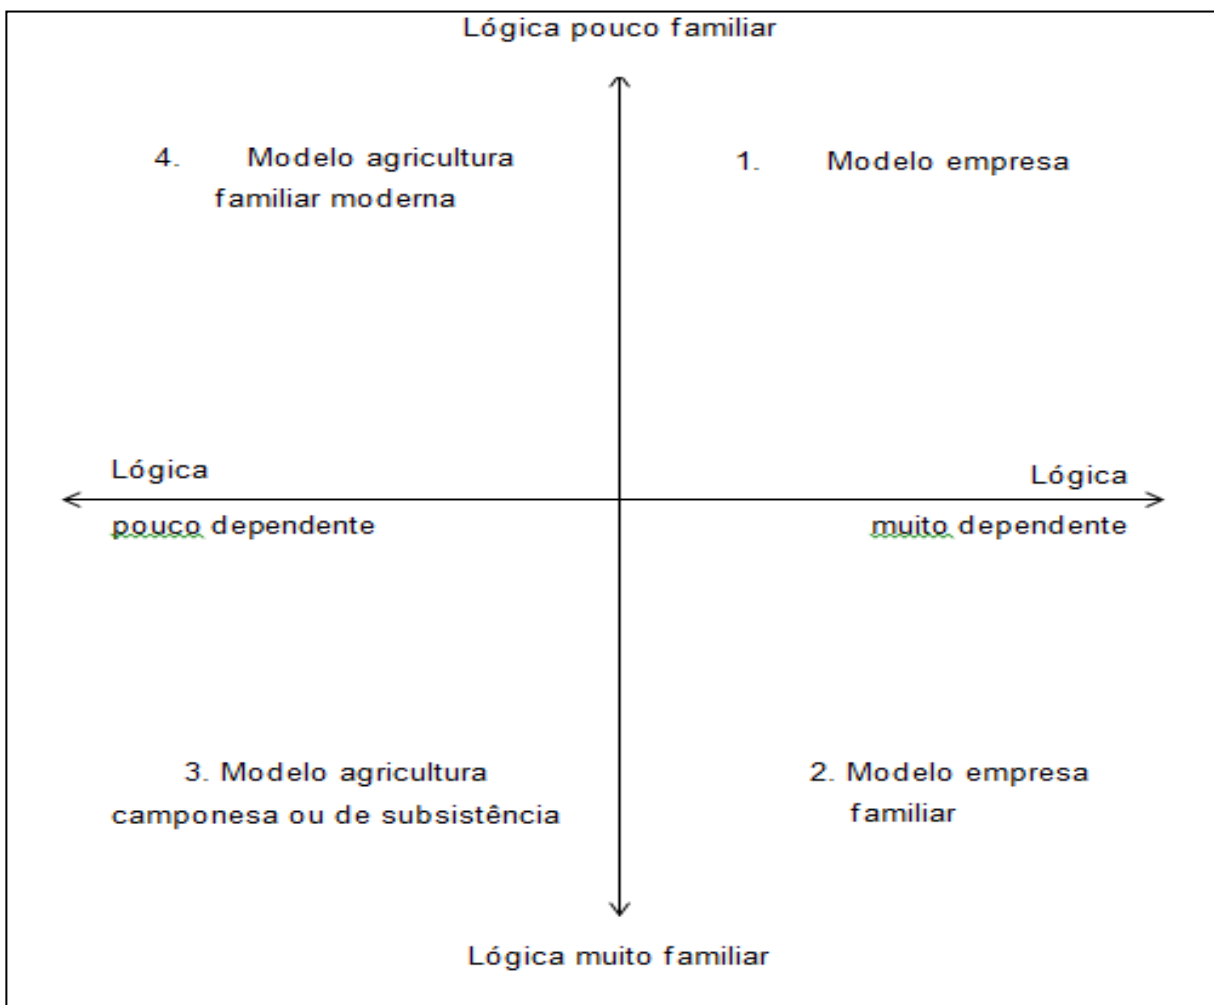 Lógica pouco familiar
4. Modelo agricultura
familiar moderna
1. Modelo empresa
Lógica
pouco dependente
Lógica
muito dependente
3. Modelo agricultura
camponesa ou de subsistência
2. Modelo empresa
familiar
Lógica muito familiar